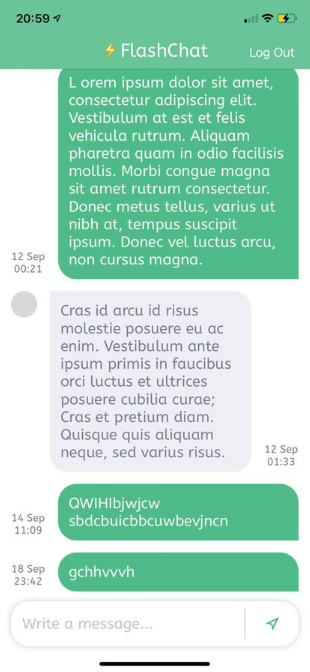 20:59
⚡FlashChat
Log Out
L orem ipsum dolor sit amet,
consectetur adipiscing elit.
Vestibulum at est et felis
vehicula rutrum. Aliquam
pharetra quam in odio facilisis
mollis. Morbi congue magna
sit amet rutrum consectetur.
Donec metus tellus, varius ut
nibh at, tempus suscipit
ipsum. Donec vel luctus arcu,
non cursus magna.
12 Sep
00:21
Cras id arcu id risus
molestie posuere eu ac
enim. Vestibulum ante
ipsum primis in faucibus
orci luctus et ultrices
posuere cubilia curae;
Cras et pretium diam.
Quisque quis aliquam
neque, sed varius risus.
12 Sep
01:33
QWIHIbjwjcw
sbdcbuicbbcuwbevjncn
14 Sep
11:09
gchhvvvh
18 Sep
23:42
Write a message...